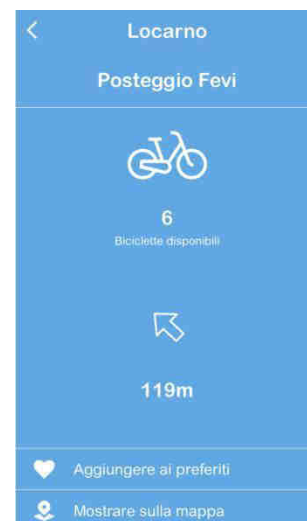 Locarno
Posteggio Fevi
6
Biciclette disponibili
119m
Aggiungere ai preferiti
Mostrare sulla mappa